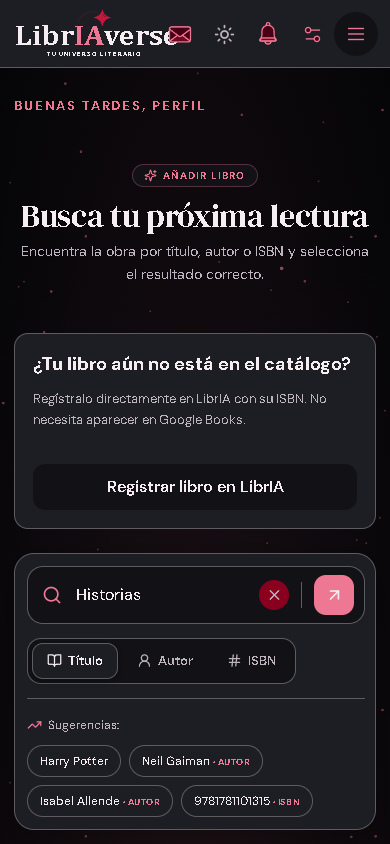 LibrIAverso
TU UNIVERSO LITERARIO
BUENAS TARDES, PERFIL
AÑADIR LIBRO
Busca tu próxima lectura
Encuentra la obra por título, autor o ISBN y selecciona
el resultado correcto.
¿Tu libro aún no está en el catálogo?
Regístralo directamente en LibrIA con su ISBN. No
necesita aparecer en Google Books.
Registrar libro en LibrIA
Historias
Título Autor ISBN
Sugerencias:
Harry Potter Neil Gaiman · AUTOR
Isabel Allende · AUTOR 9781781101315 · ISBN